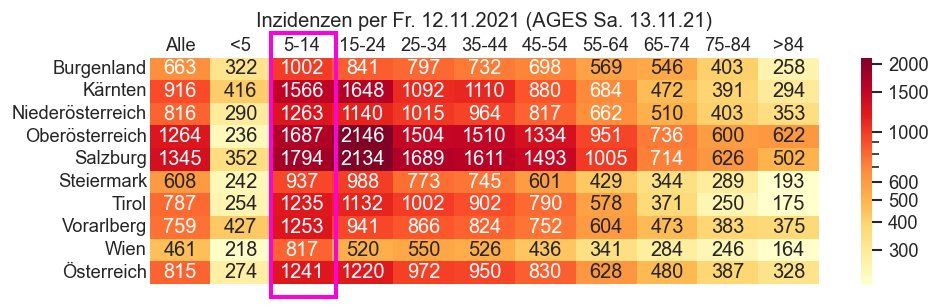 Inzidenzen per Fr. 12.11.2021 (AGES Sa. 13.11.21)
Alle <5 5-14 15-24 25-34 35-44 45-54 55-64 65-74 75-84 >84
Burgenland 663 322 1002 841 797 732 698 569 546 403 258
Kärnten 916 416 1566 1648 1092 1110 880 684 472 391 294
Niederösterreich 816 290 1263 1140 1015 964 817 662 510 403 353
Oberösterreich 1264 236 1687 2146 1504 1510 1334 951 736 600 622
Salzburg 1345 352 1794 2134 1689 1611 1493 1005 714 626 502
Steiermark 608 242 937 988 773 745 601 429 344 289 193
Tirol 787 254 1235 1132 1002 902 790 578 371 250 175
Vorarlberg 759 427 1253 941 866 824 752 604 473 383 375
Wien 461 218 817 520 550 526 436 341 284 246 164
Österreich 815 274 1241 1220 972 950 830 628 480 387 328
2000
1500
1000
600
500
400
300